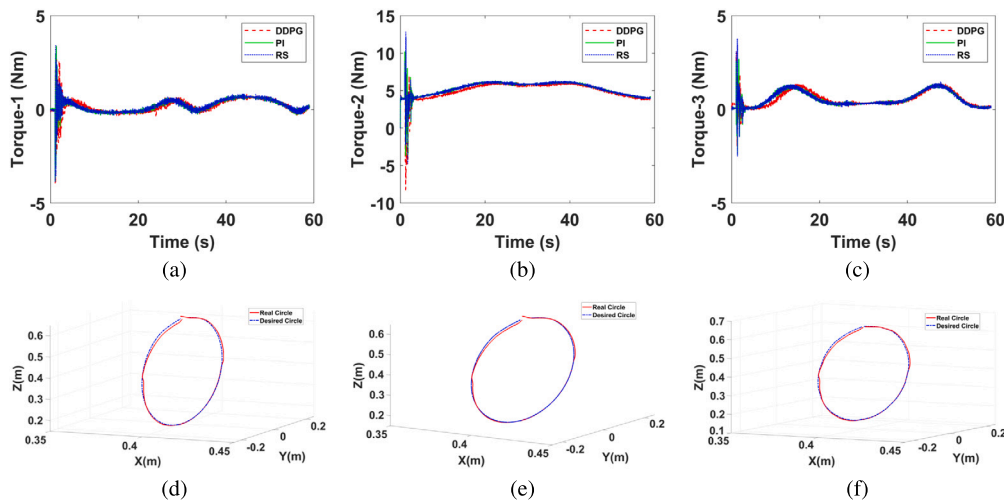 5
0
-5
Torque-1 (Nm)
DDPG
PI
RS
0 20 40 60
Time (s)
(a)
15
10
5
0
-5
-10
Torque-2 (Nm)
DDPG
PI
RS
0 20 40 60
Time (s)
(b)
5
0
-5
Torque-3 (Nm)
DDPG
PI
RS
0 20 40 60
Time (s)
(c)
Real Circle
Desired Circle
0.6
0.5
0.4
0.3
0.2
Z(m)
0.35 0.4 0.45
X(m)
-0.2 0 0.2
Y(m)
(d)
Real Circle
Desired Circle
0.6
0.5
0.4
0.3
0.2
Z(m)
0.35 0.4 0.45
X(m)
-0.2 0 0.2
Y(m)
(e)
Real Circle
Desired Circle
0.7
0.6
0.5
0.4
0.3
0.2
0.1
Z(m)
0.35 0.4 0.45
X(m)
-0.2 0 0.2
Y(m)
(f)